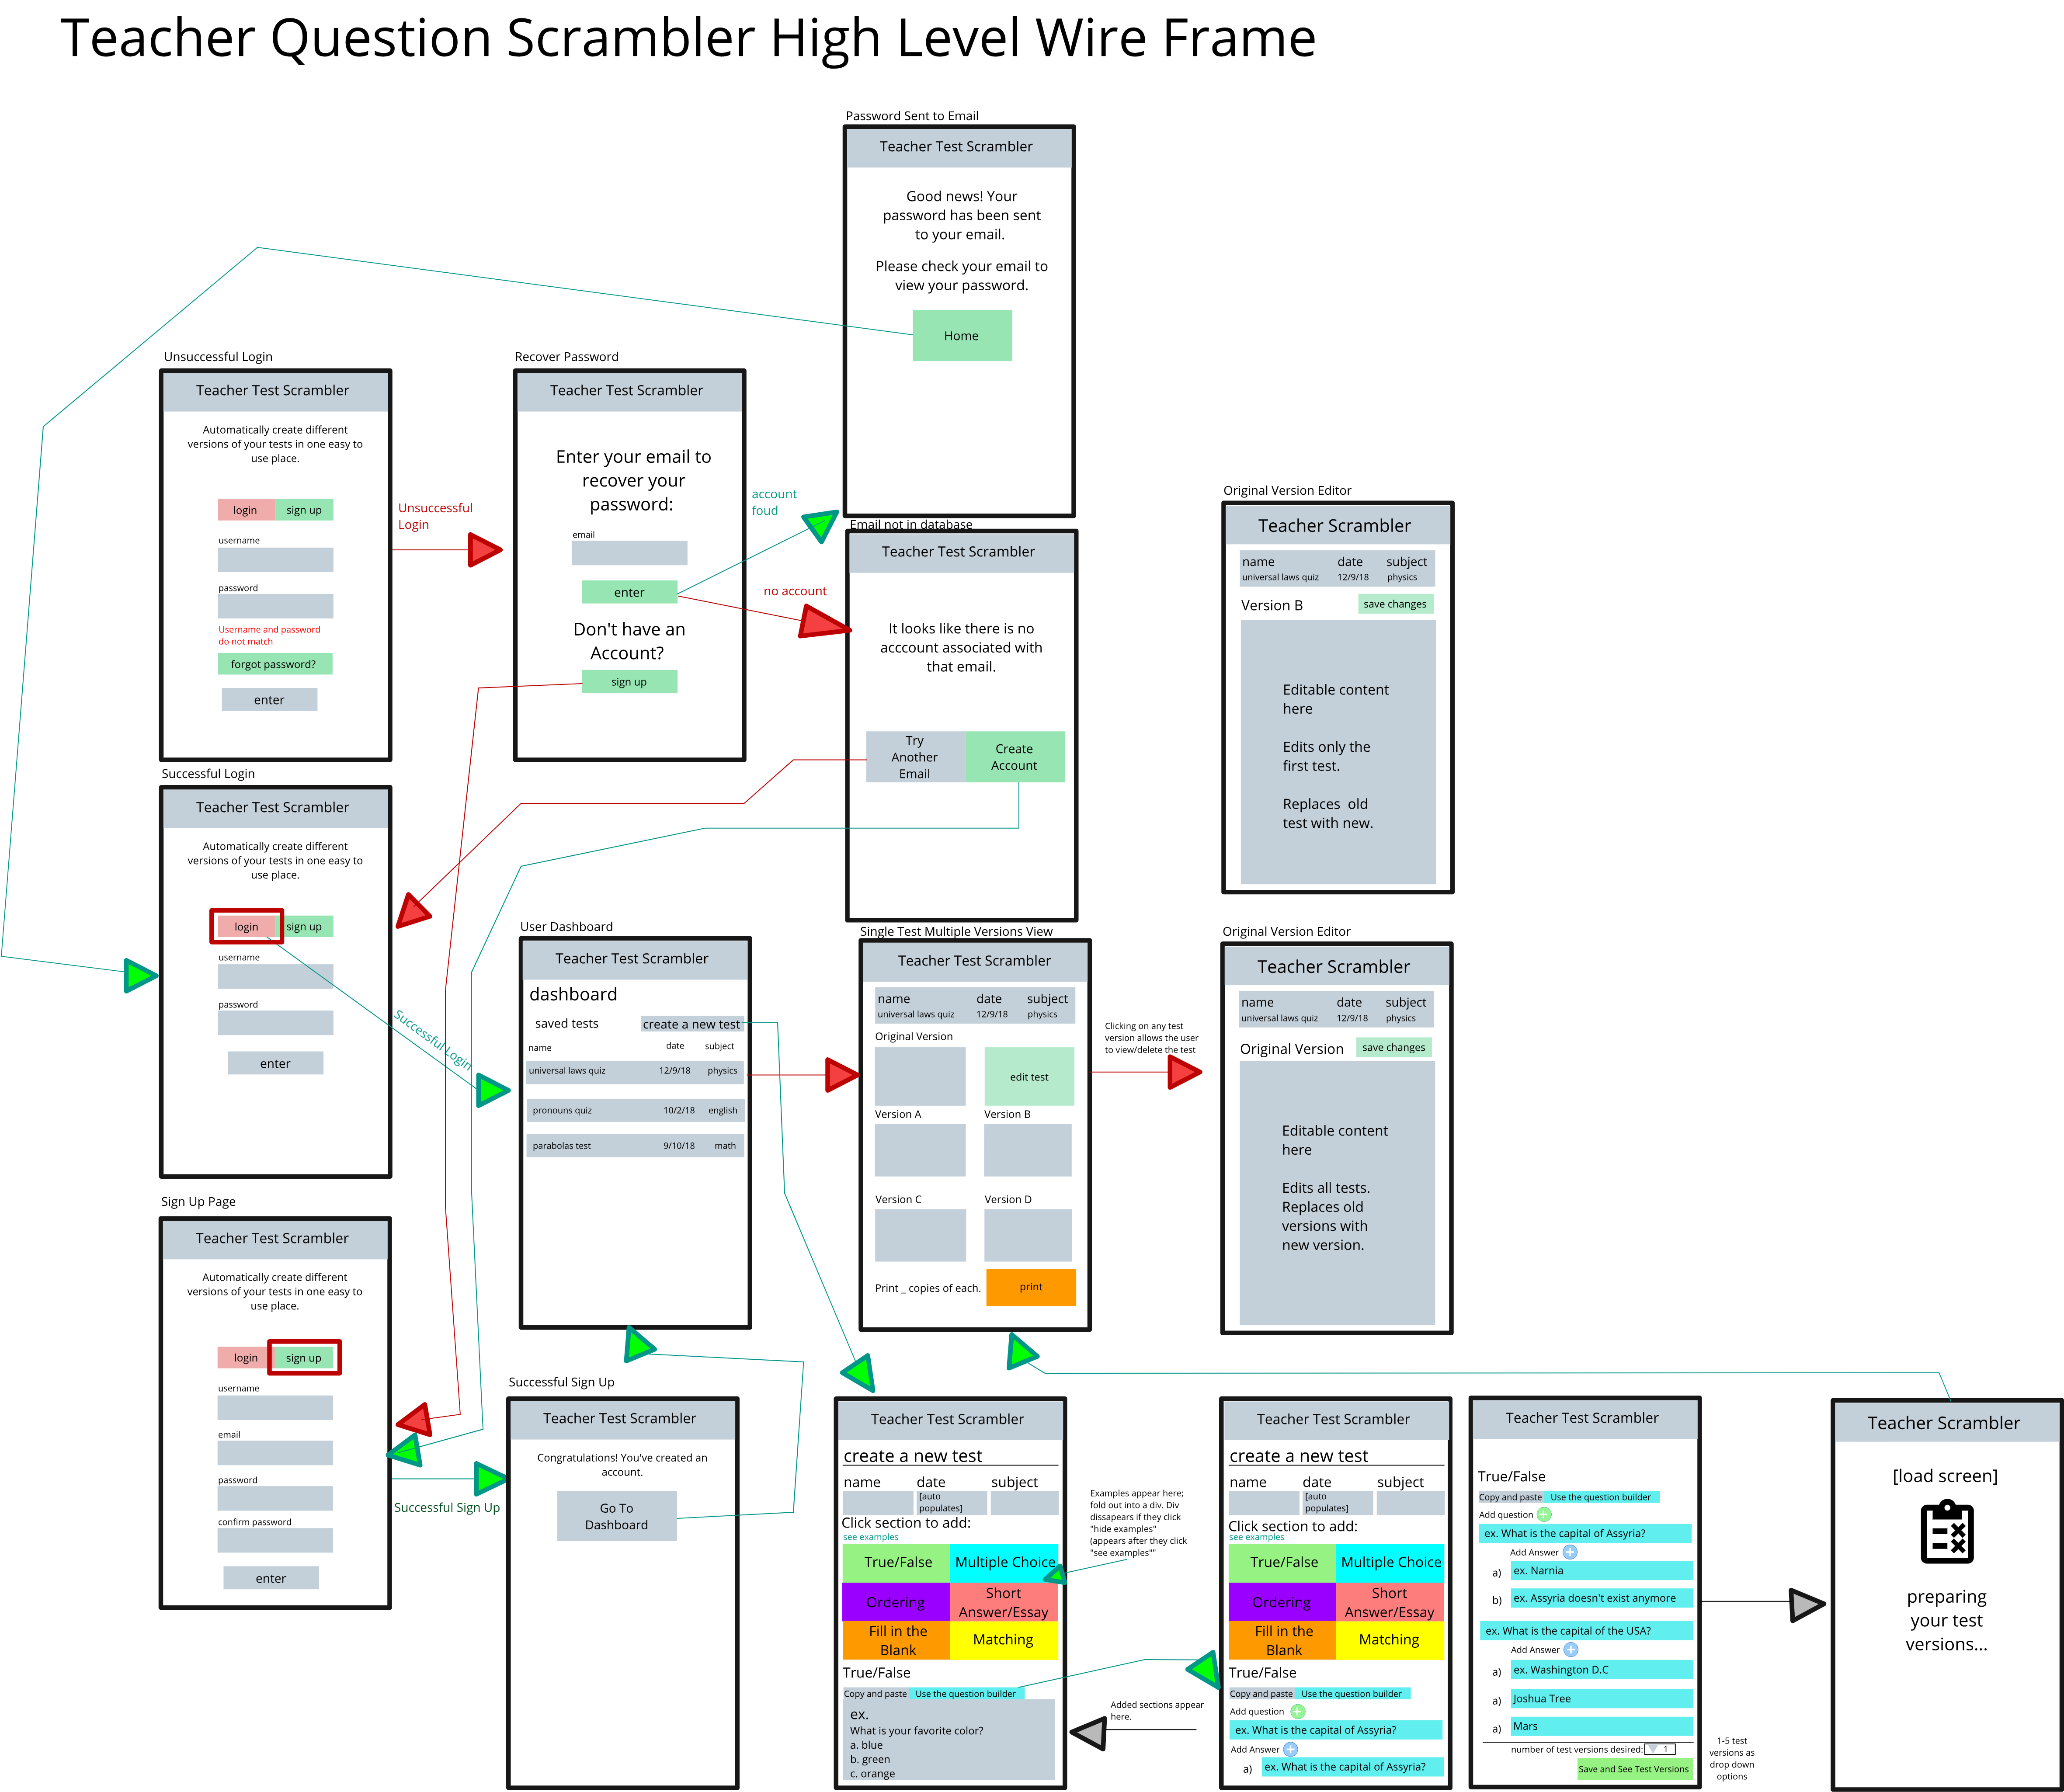 Teacher Question Scrambler High Level Wire Frame
Password Sent to Email
Teacher Test Scrambler
Good news! Your
password has been sent
to your email.
Please check your email to
view your password.
Home
Unsuccessful Login
Teacher Test Scrambler
Automatically create different
versions of your tests in one easy to
use place.
login
sign up
username
password
Username and password
do not match
forgot password?
enter
Unsuccessful
Login
Recover Password
Teacher Test Scrambler
Enter your email to
recover your
password:
email
enter
Don't have an
Account?
sign up
account
foud
no account
Email not in database
Teacher Test Scrambler
It looks like there is no
acccount associated with
that email.
Try
Another
Email
Create
Account
Original Version Editor
Teacher Scrambler
name date subject
universal laws quiz 12/9/18 physics
Version B
save changes
Editable content
here
Edits only the
first test.
Replaces old
test with new.
Successful Login
Teacher Test Scrambler
Automatically create different
versions of your tests in one easy to
use place.
login
sign up
username
password
enter
Successful Login
User Dashboard
Teacher Test Scrambler
dashboard
saved tests
create a new test
name date subject
universal laws quiz 12/9/18 physics
pronouns quiz 10/2/18 english
parabolas test 9/10/18 math
Single Test Multiple Versions View
Teacher Test Scrambler
name date subject
universal laws quiz 12/9/18 physics
Original Version
edit test
Version A
Version B
Version C
Version D
Print _ copies of each.
print
Clicking on any test
version allows the user
to view/delete the test
Original Version Editor
Teacher Scrambler
name date subject
universal laws quiz 12/9/18 physics
Original Version
save changes
Editable content
here
Edits all tests.
Replaces old
versions with
new version.
Sign Up Page
Teacher Test Scrambler
Automatically create different
versions of your tests in one easy to
use place.
login
sign up
username
email
password
confirm password
enter
Successful Sign Up
Successful Sign Up
Teacher Test Scrambler
Congratulations! You've created an
account.
Go To
Dashboard
Teacher Test Scrambler
create a new test
name date subject
[auto
populates]
Click section to add:
see examples
True/False
Multiple Choice
Ordering
Short
Answer/Essay
Fill in the
Blank
Matching
True/False
Copy and paste
Use the question builder
ex.
What is your favorite color?
a. blue
b. green
c. orange
Examples appear here;
fold out into a div. Div
dissapears if they click
"hide examples"
(appears after they click
"see examples""
Added sections appear
here.
Teacher Test Scrambler
create a new test
name date subject
[auto
populates]
Click section to add:
see examples
True/False
Multiple Choice
Ordering
Short
Answer/Essay
Fill in the
Blank
Matching
True/False
Copy and paste
Use the question builder
Add question
ex. What is the capital of Assyria?
Add Answer
a) ex. What is the capital of Assyria?
Teacher Test Scrambler
True/False
Copy and paste
Use the question builder
Add question
ex. What is the capital of Assyria?
Add Answer
a) ex. Narnia
b) ex. Assyria doesn't exist anymore
ex. What is the capital of the USA?
Add Answer
a) ex. Washington D.C
a) Joshua Tree
a) Mars
number of test versions desired: 1
Save and See Test Versions
1-5 test
versions as
drop down
options
Teacher Scrambler
[load screen]
preparing
your test
versions...